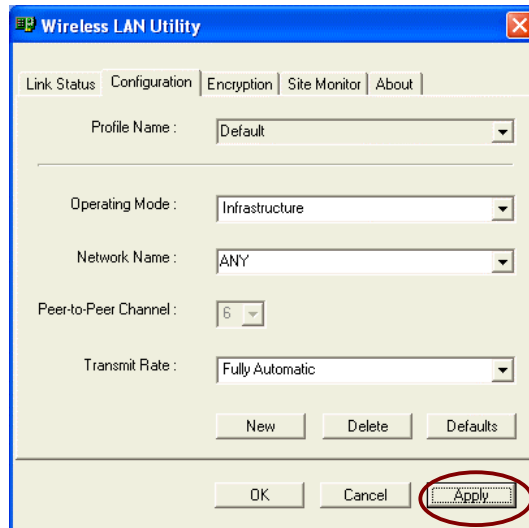 Wireless LAN Utility
Link Status Configuration Encryption Site Monitor About
Profile Name : Default
Operating Mode : Infrastructure
Network Name : ANY
Peer-to-Peer Channel : 6
Transmit Rate : Fully Automatic
New Delete Defaults
OK Cancel Apply